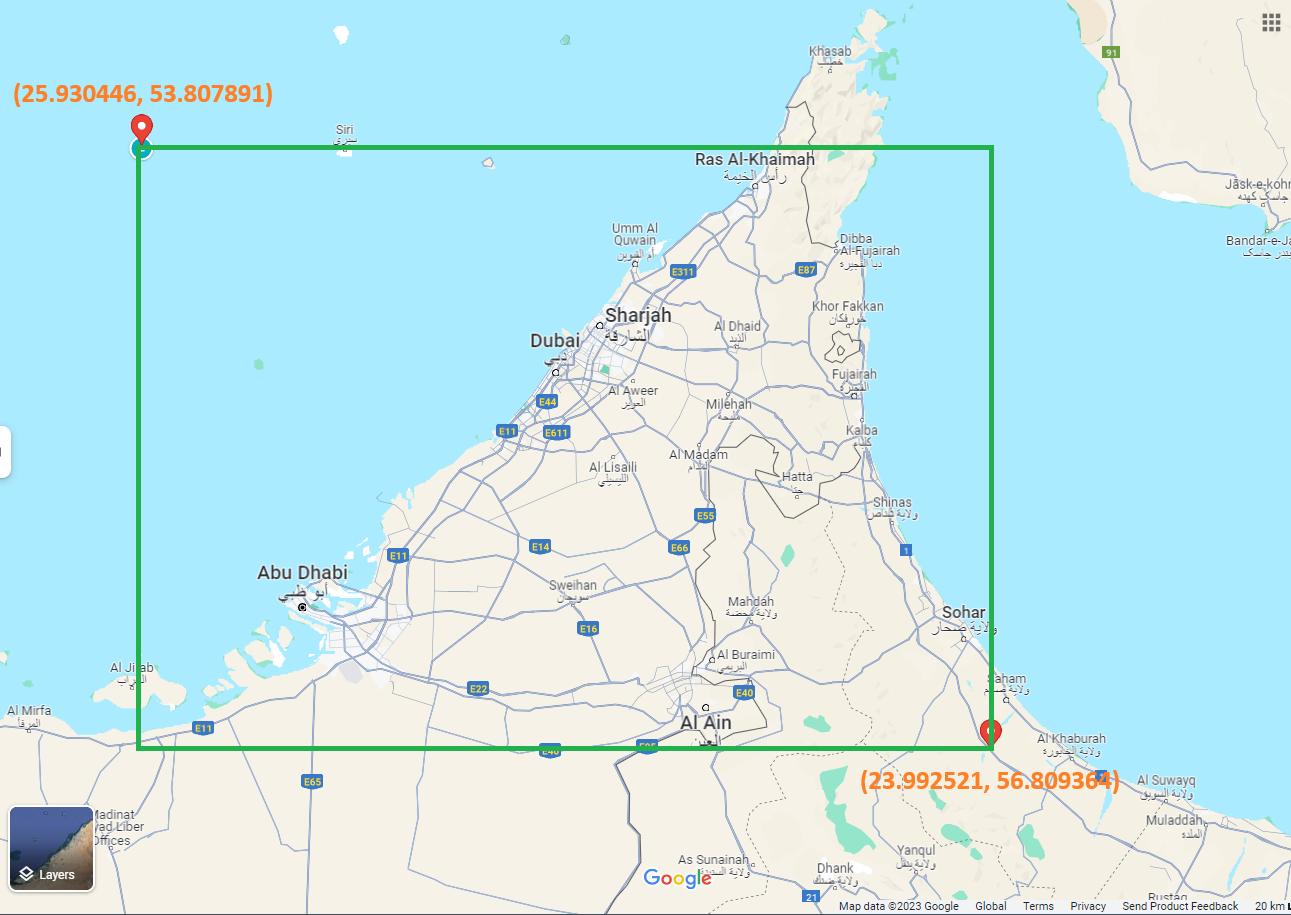 Khasab
خصب
91
(25.930446, 53.807891)
Siri
سيري
Ras Al-Khaimah
رأس الخيمة
Jask-e-kohn
جاسک کهنه
Umm Al
Quwain
أم القيوين
Dibba
Al-Fujairah
دبا الفجيرة
Bandar-e-Ja
بندر جاسک
E311
E87
Khor Fakkan
خورفكان
Sharjah
الشارقة
Al Dhaid
الذيد
Dubai
دبي
Fujairah
الفجيرة
Al Aweer
العوير
E44
Milehah
مليحة
E11
E611
Kalba
كلباء
Al Madam
المدام
Al Lisaili
الليسيلي
Hatta
حتا
Shinas
ولاية شناص
E55
E14
E66
1
E11
Abu Dhabi
أبو ظبي
Sweihan
سويحان
Mahdah
ولاية محضة
Sohar
ولاية صحار
E16
Al Buraimi
البريمي
Al Jirab
الجراب
Saham
ولاية صحم
E22
E40
Al Mirfa
المرفأ
E11
Al Ain
العين
Al Khaburah
ولاية الخابورة
E40
E95
(23.992521, 56.809364)
E65
Al Suwayq
ولاية السويق
Madinat
Offices
Muladdah
الملده
Layers
Yanqul
ولاية ينقل
As Sunainah
ولاية السنينة
Google
Dhank
ولاية ضنك
21
Rustaq
Map data ©2023 Google
Global
Terms
Privacy
Send Product Feedback
20 km